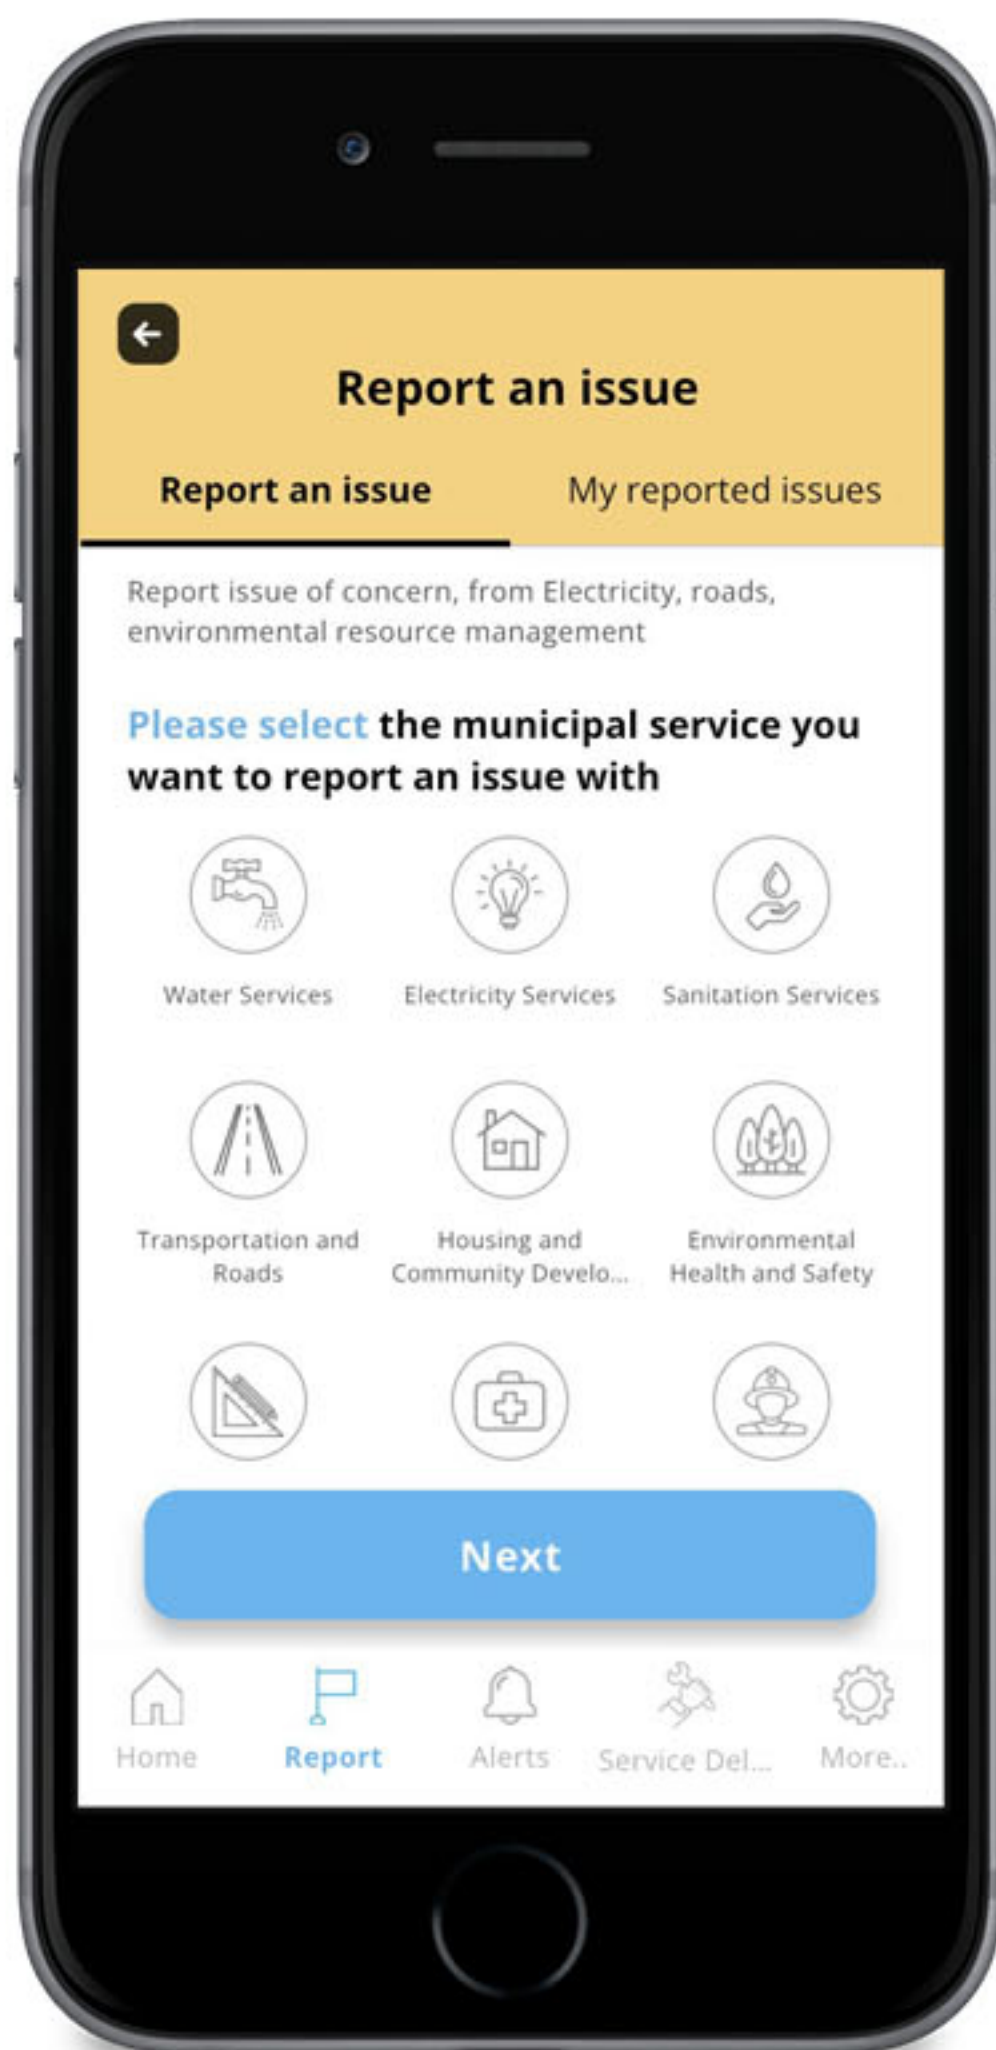 Report an issue
Report an issue
My reported issues
Report issue of concern, from Electricity, roads,
environmental resource management
Please select the municipal service you
want to report an issue with
Water Services
Electricity Services
Sanitation Services
Transportation and
Roads
Housing and
Community Develo...
Environmental
Health and Safety
Next
Home
Report
Alerts
Service Del...
More..